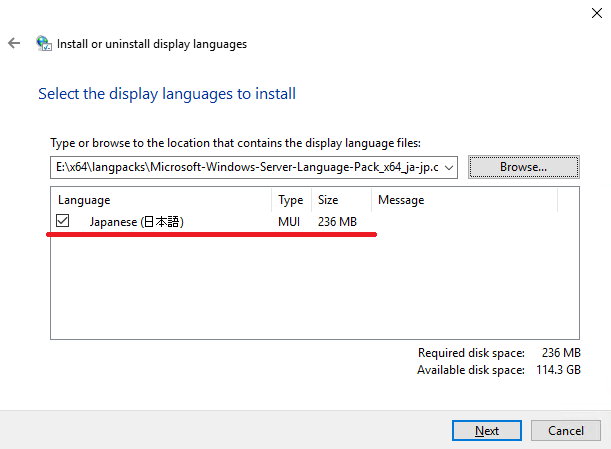 Install or uninstall display languages
Select the display languages to install
Type or browse to the location that contains the display language files:
E:\x64\langpacks\Microsoft-Windows-Server-Language-Pack_x64_ja-jp.c Browse...
Language Type Size Message
Japanese (日本語) MUI 236 MB
Required disk space: 236 MB
Available disk space: 114.3 GB
Next Cancel